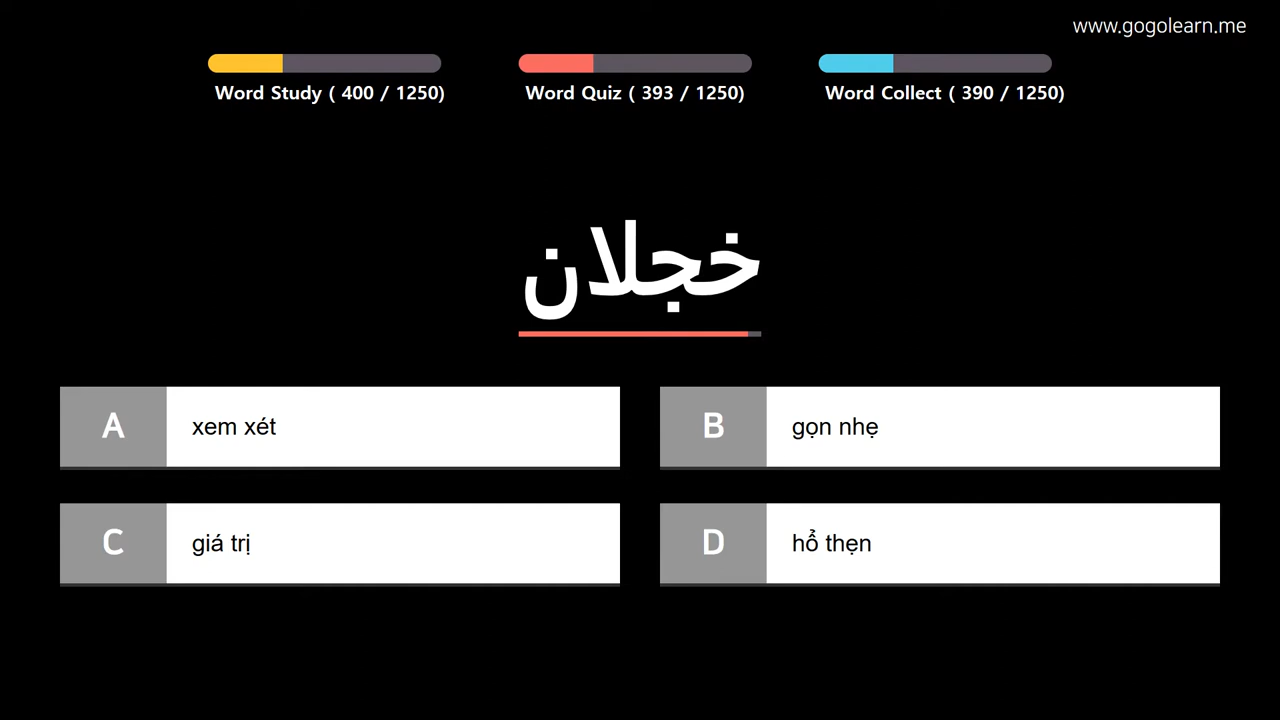 www.gogolearn.me
Word Study ( 400 / 1250)
Word Quiz ( 393 / 1250)
Word Collect ( 390 / 1250)
خجلان
A
xem xét
B
gọn nhẹ
C
giá trị
D
hổ thẹn